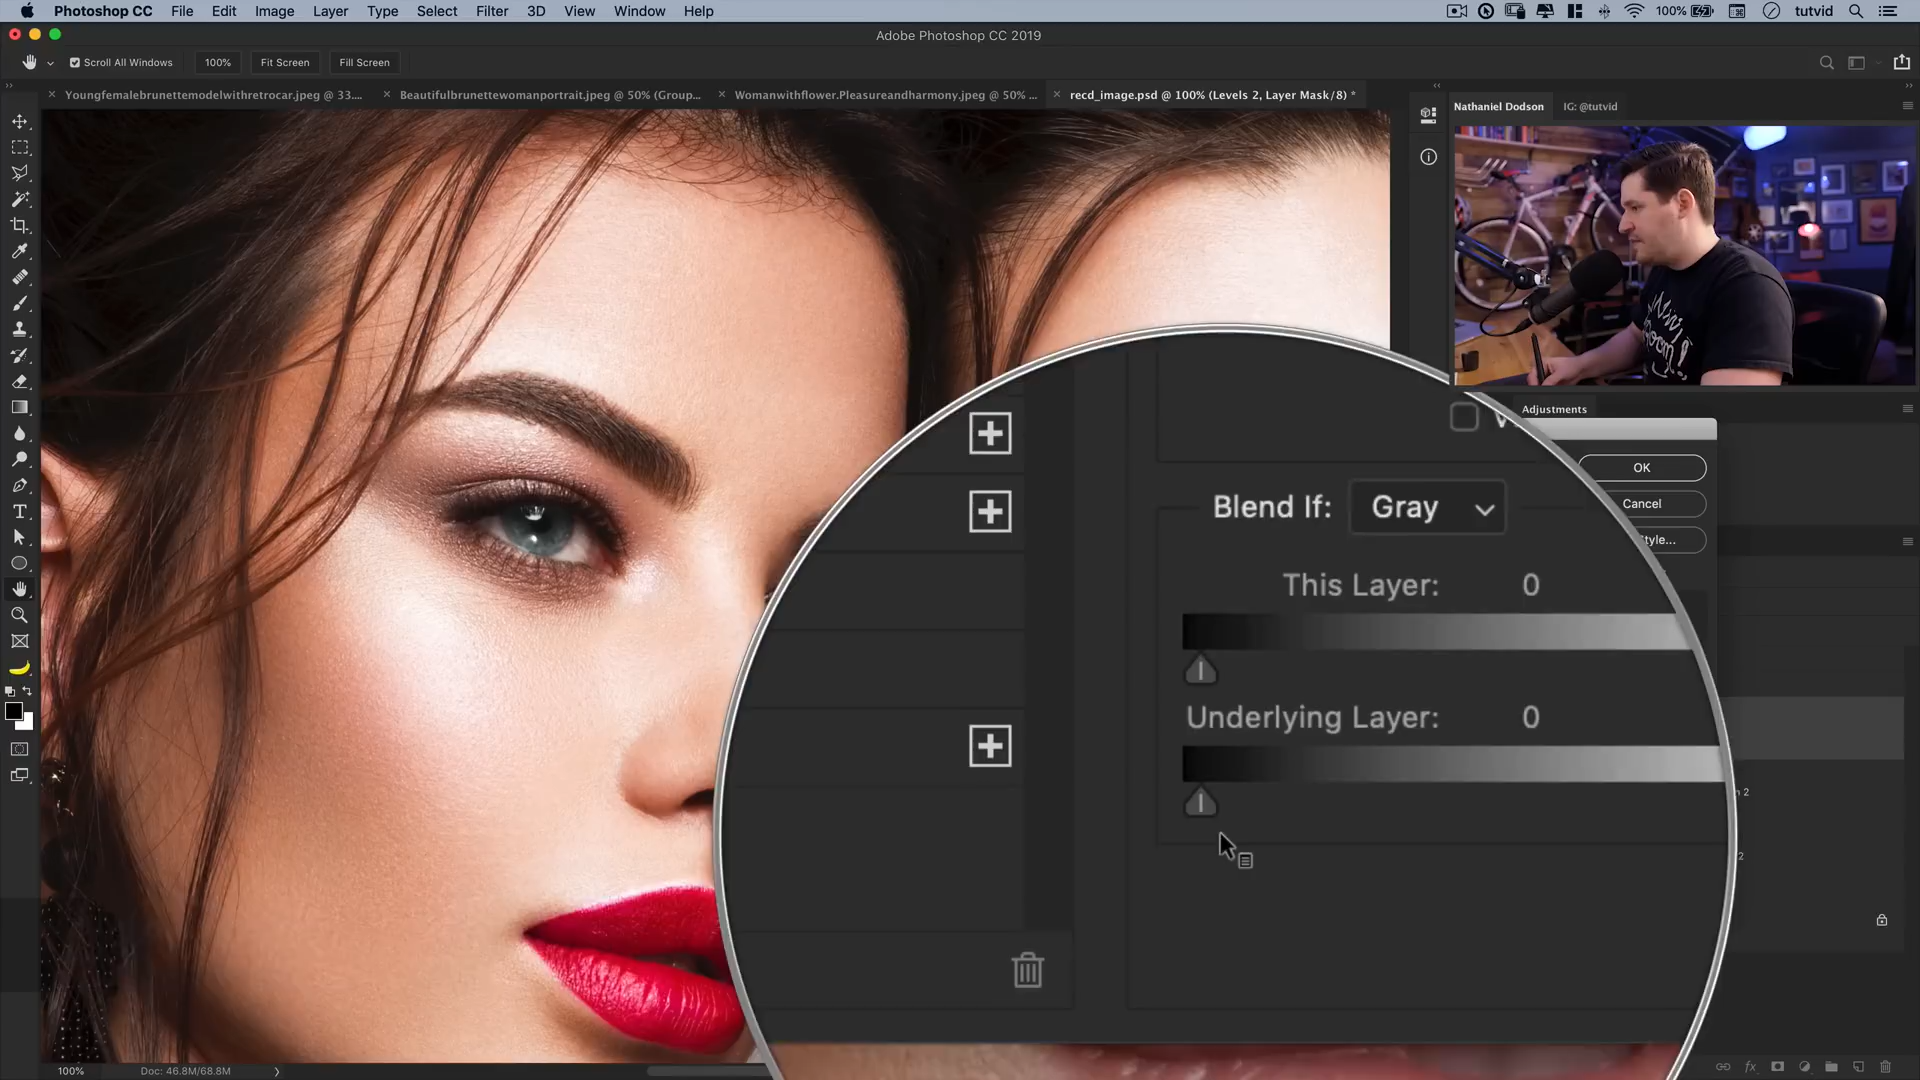 Photoshop CC File Edit Image Layer Type Select Filter 3D View Window Help 100% tutvid
Adobe Photoshop CC 2019
Scroll All Windows 100% Fit Screen Fill Screen
Youngfemalebrunettemodelwithretrocar.jpeg @ 33.... Beautifulbrunettewomanportrait.jpeg @ 50% (Group... Womanwithflower.Pleasureandharmony.jpeg @ 50% ... recd_image.psd @ 100% (Levels 2, Layer Mask/8) *
Nathaniel Dodson IG: @tutvid
Adjustments
OK
Cancel
Style...
Blend If: Gray
This Layer: 0
Underlying Layer: 0
2
2
100% Doc: 46.8M/68.8M